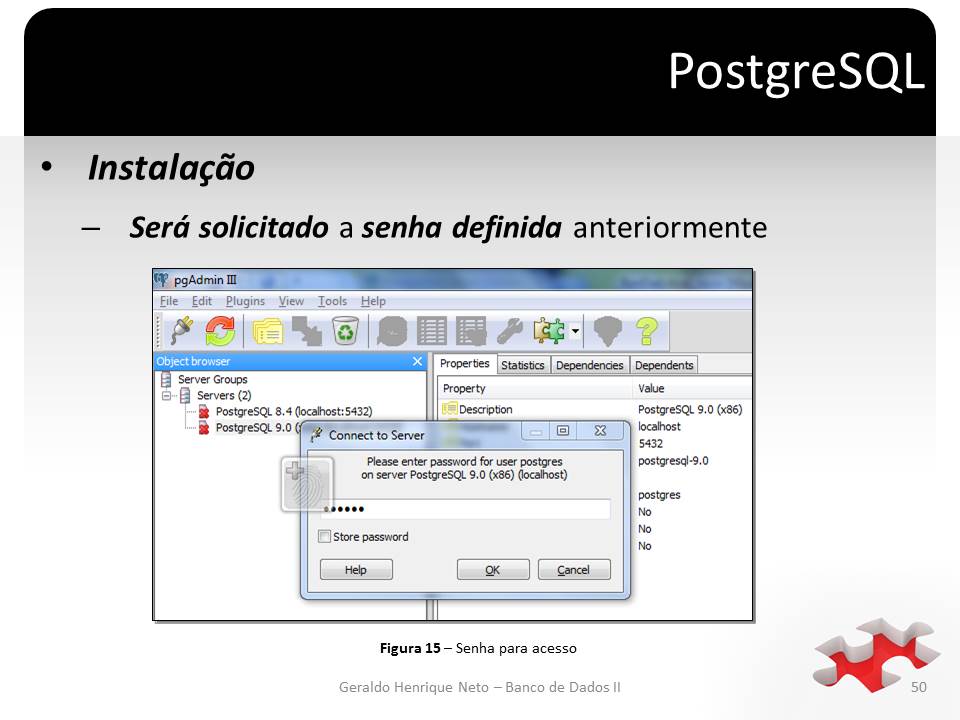 PostgreSQL
• Instalação
– Será solicitado a senha definida anteriormente
pgAdmin III
File Edit Plugins View Tools Help
Object browser
Server Groups
Servers (2)
PostgreSQL 8.4 (localhost:5432)
PostgreSQL 9.0
Properties Statistics Dependencies Dependents
Property Value
Description PostgreSQL 9.0 (x86)
localhost
5432
postgresql-9.0
postgres
No
No
No
Connect to Server
Please enter password for user postgres
on server PostgreSQL 9.0 (x86) (localhost)
••••••
Store password
Help OK Cancel
Figura 15 – Senha para acesso
Geraldo Henrique Neto – Banco de Dados II
50